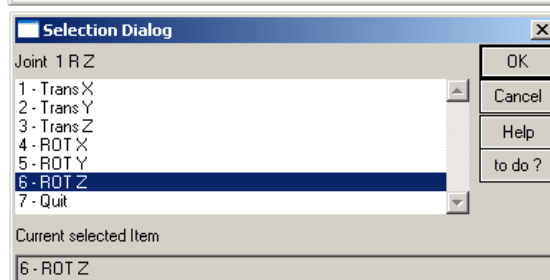 Selection Dialog
Joint 1 R Z
OK
1 - Trans X
2 - Trans Y
3 - Trans Z
4 - ROT X
5 - ROT Y
6 - ROT Z
7 - Quit
Cancel
Help
to do ?
Current selected Item
6 - ROT Z